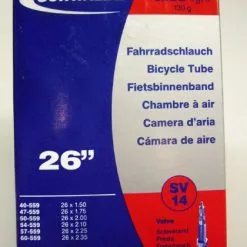 130 g
Fahrradschlauch
Bicycle Tube
Fietsbinnenband
Chambre à air
Camera d'aria
Cámara de aire
26"
SV
14
40-559 26 x 1.50
47-559 26 x 1.75
50-559 26 x 2.00
54-559 26 x 2.10
57-559 26 x 2.25
60-559 26 x 2.35
Valve